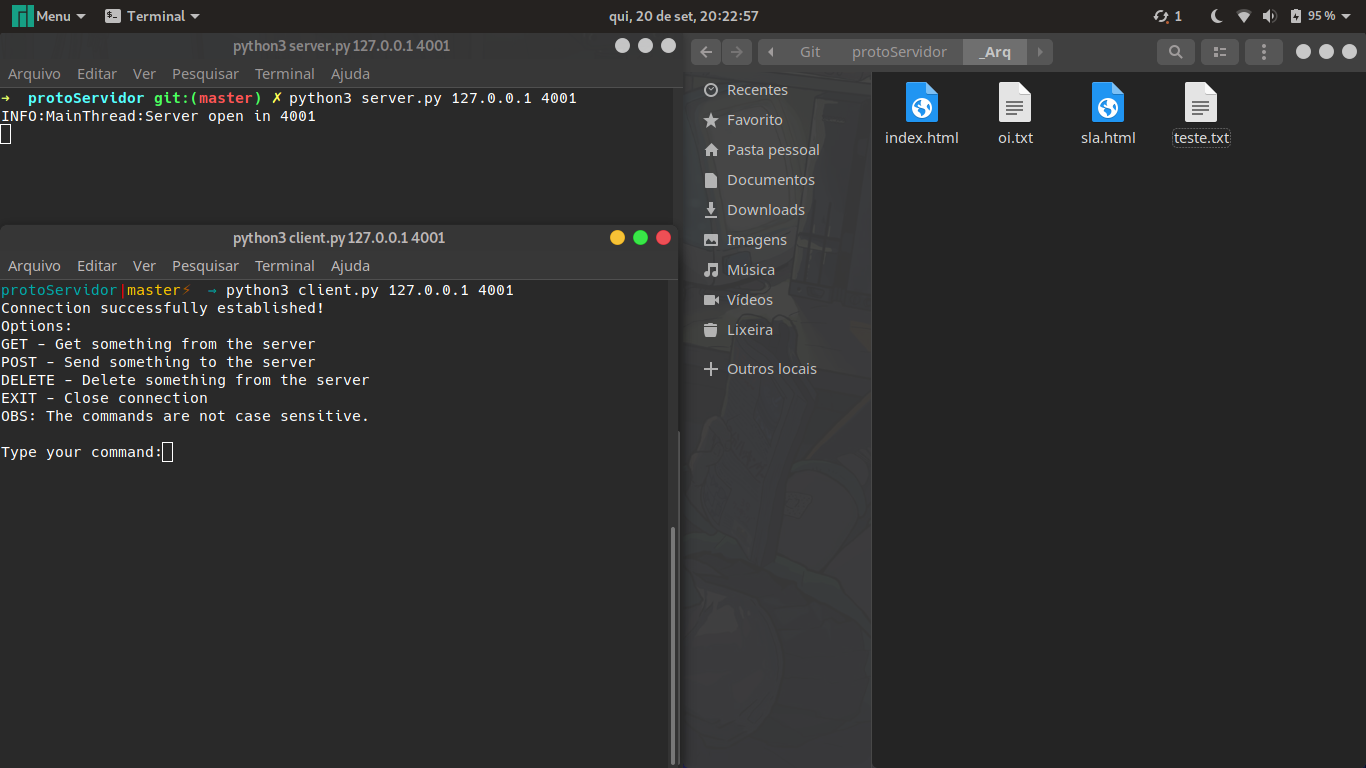 Menu Terminal qui, 20 de set, 20:22:57 1 95 %
python3 server.py 127.0.0.1 4001
Arquivo Editar Ver Pesquisar Terminal Ajuda
➜ protoServidor git:(master) ✗ python3 server.py 127.0.0.1 4001
INFO:MainThread:Server open in 4001
python3 client.py 127.0.0.1 4001
Arquivo Editar Ver Pesquisar Terminal Ajuda
protoServidor|master⚡ → python3 client.py 127.0.0.1 4001
Connection successfully established!
Options:
GET - Get something from the server
POST - Send something to the server
DELETE - Delete something from the server
EXIT - Close connection
OBS: The commands are not case sensitive.
Type your command:
Git protoServidor _Arq
Recentes
Favorito
Pasta pessoal
Documentos
Downloads
Imagens
Música
Vídeos
Lixeira
Outros locais
index.html oi.txt sla.html teste.txt